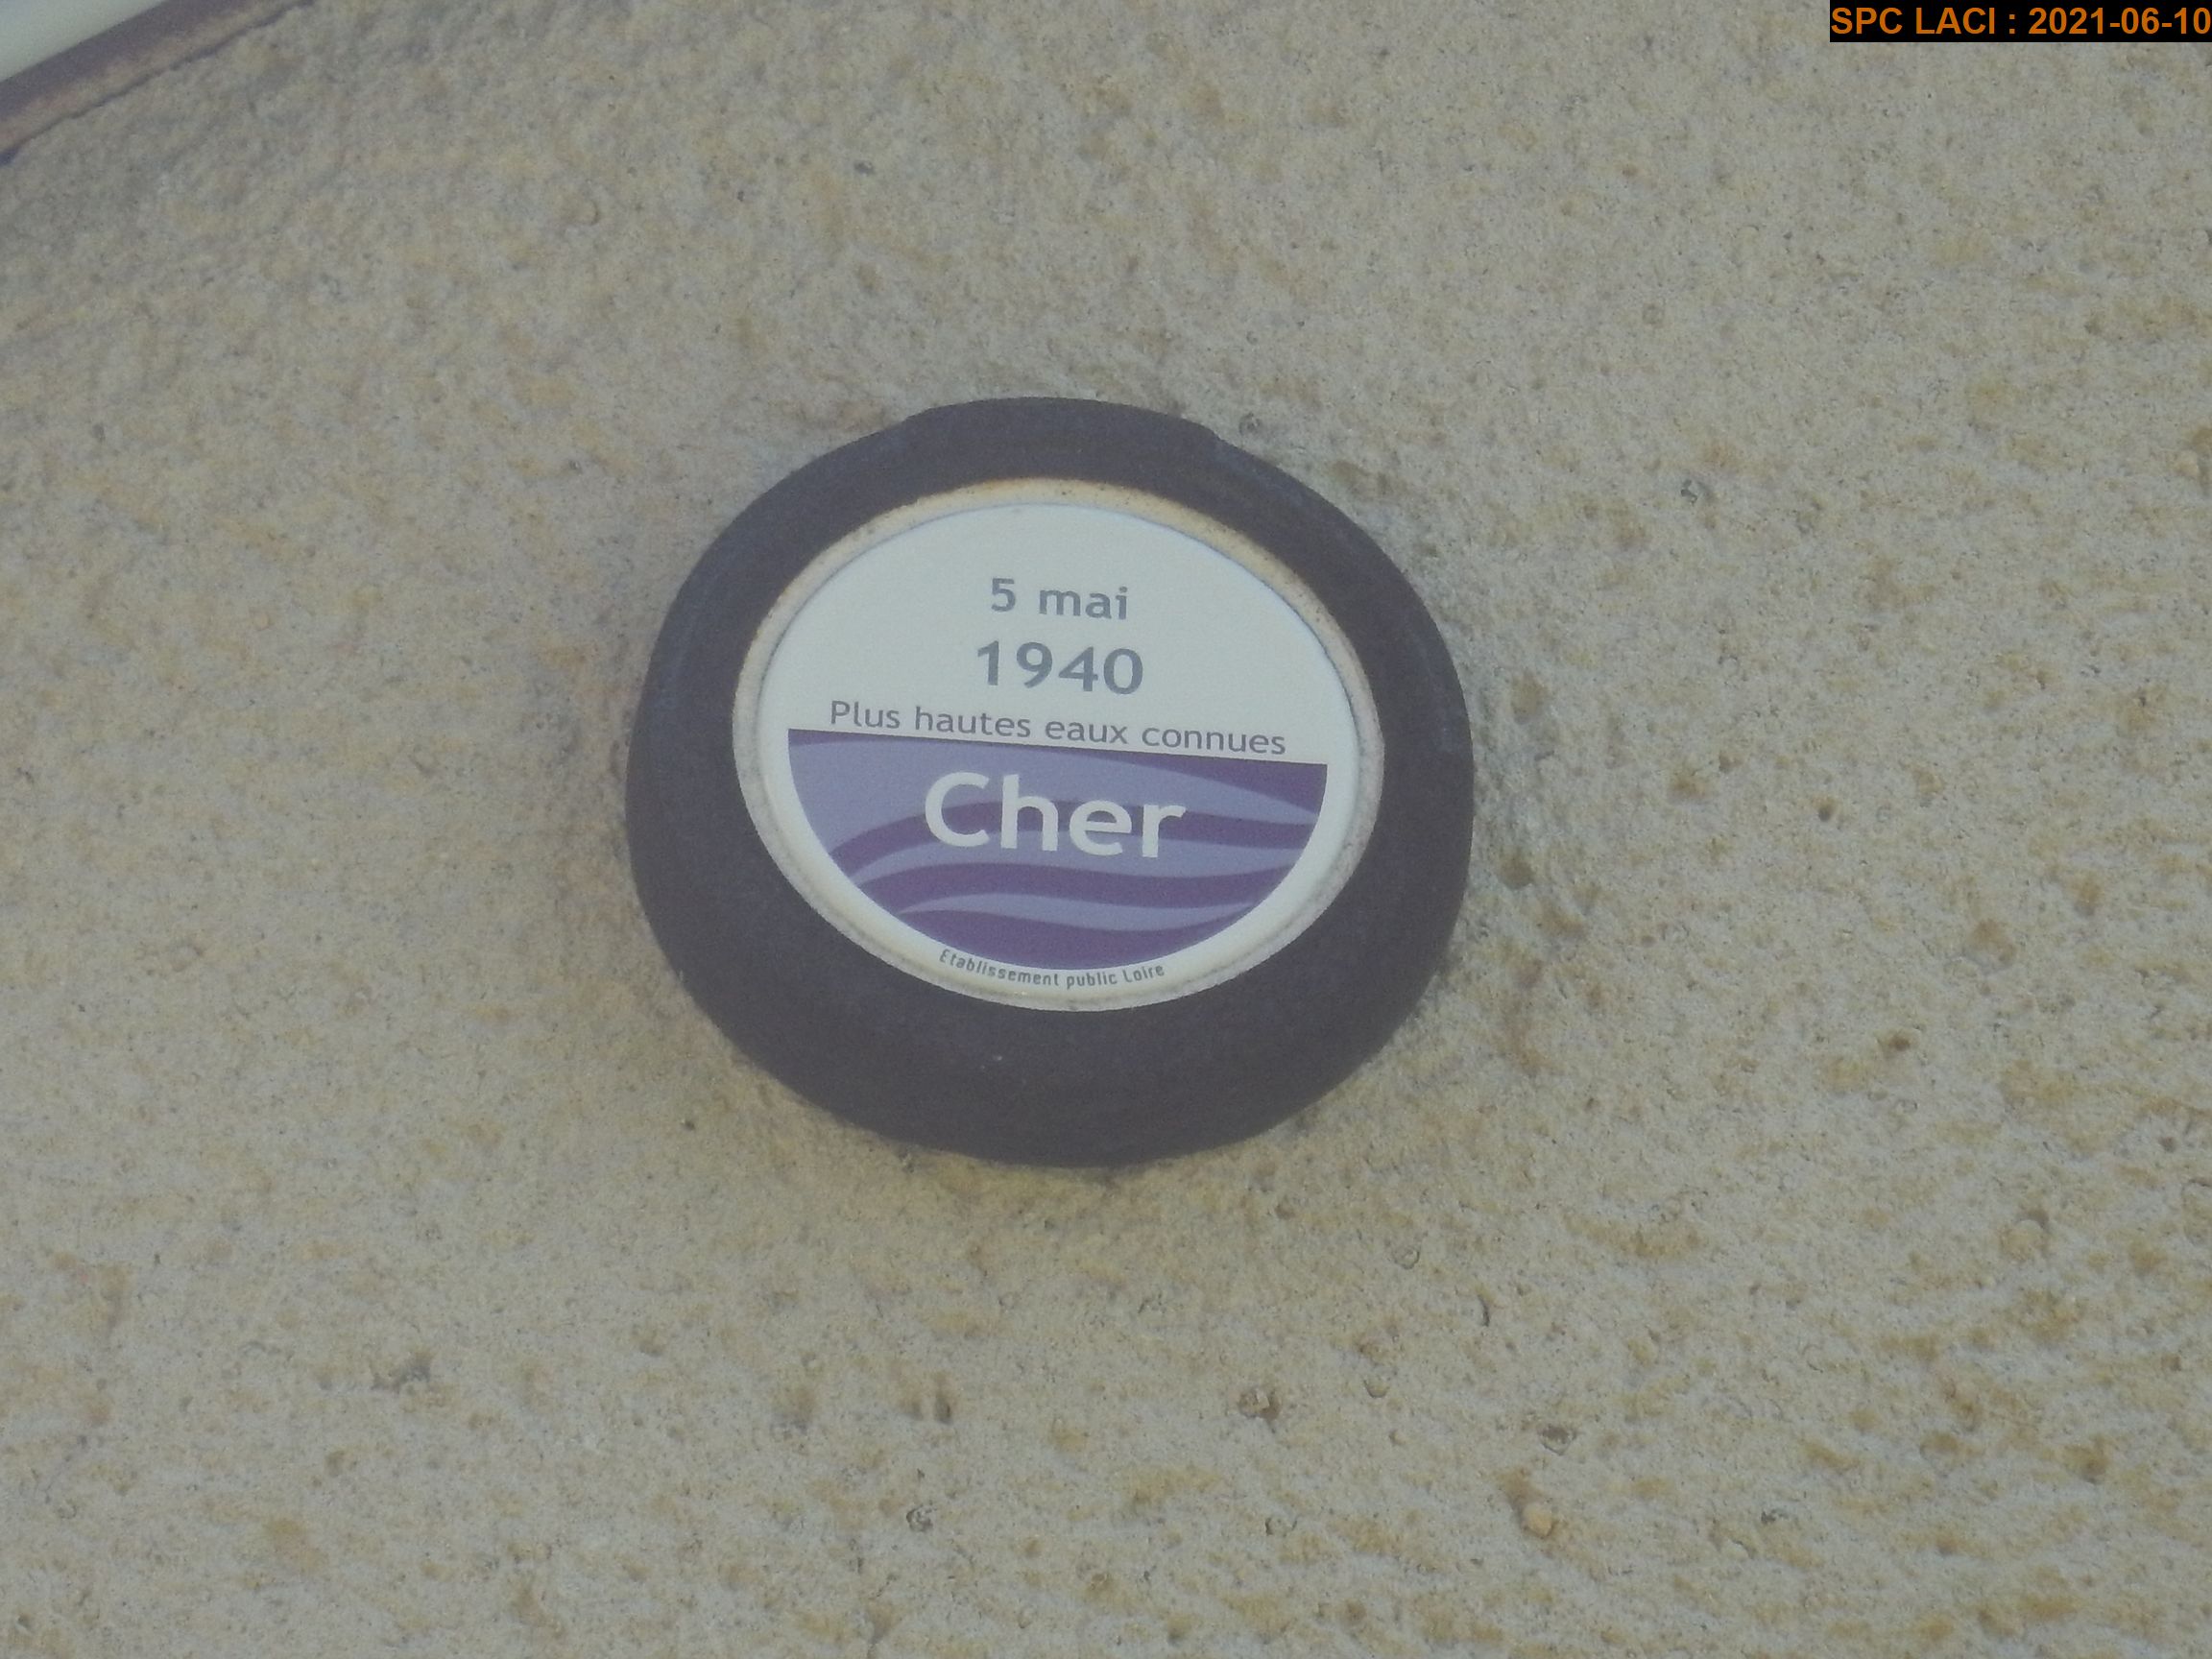 SPC LACI : 2021-06-10
5 mai
1940
Plus hautes eaux connues
Cher
Etablissement public Loire